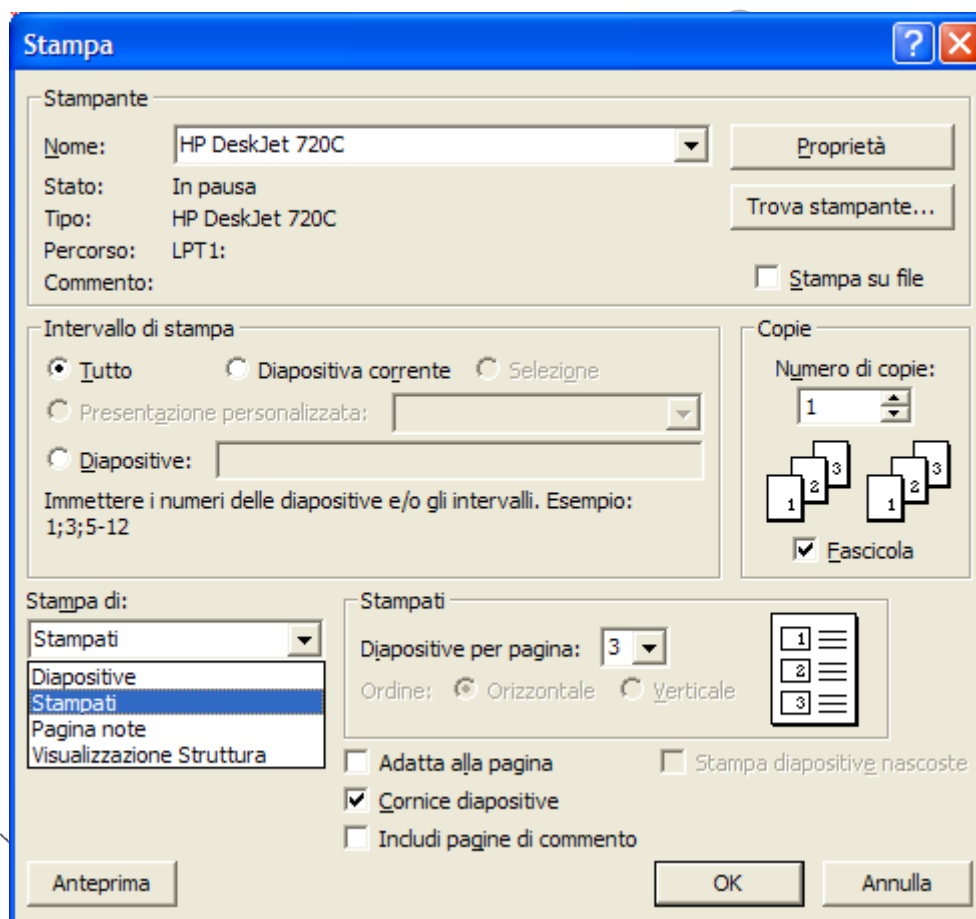 Stampa
Stampante
Nome: HP DeskJet 720C Proprietà
Stato: In pausa
Tipo: HP DeskJet 720C Trova stampante...
Percorso: LPT1:
Commento: Stampa su file
Intervallo di stampa
Tutto Diapositiva corrente Selezione
Presentazione personalizzata:
Diapositive:
Immettere i numeri delle diapositive e/o gli intervalli. Esempio:
1;3;5-12
Copie
Numero di copie:
1
1 2 3 1 2 3
Fascicola
Stampa di:
Stampati
Diapositive
Stampati
Pagina note
Visualizzazione Struttura
Stampati
Diapositive per pagina: 3
Ordine: Orizzontale Verticale
1
2
3
Adatta alla pagina Stampa diapositive nascoste
Cornice diapositive
Includi pagine di commento
Anteprima OK Annulla